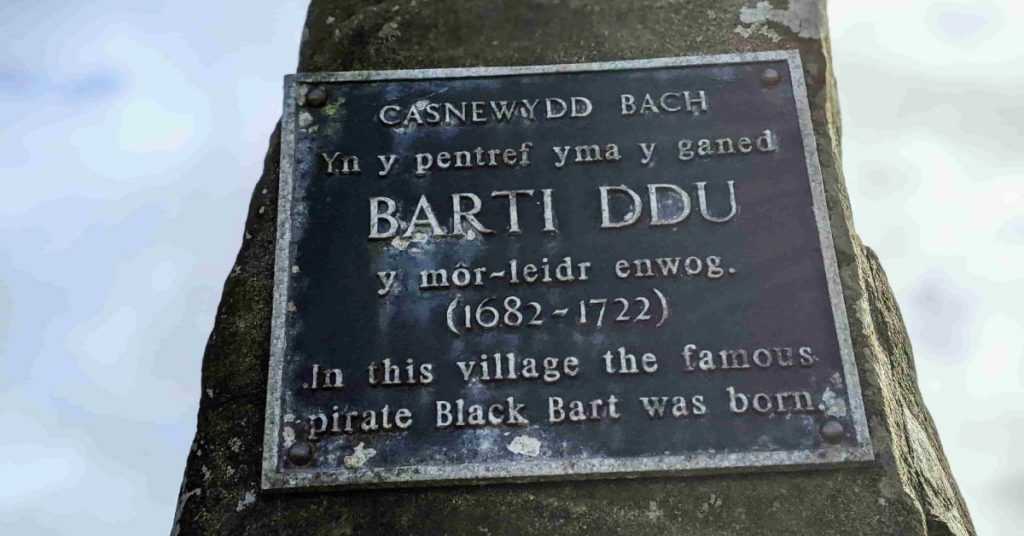 CASNEWYDD BACH
Yn y pentref yma y ganed
BARTI DDU
y môr-leidr enwog.
(1682-1722)
In this village the famous
pirate Black Bart was born.